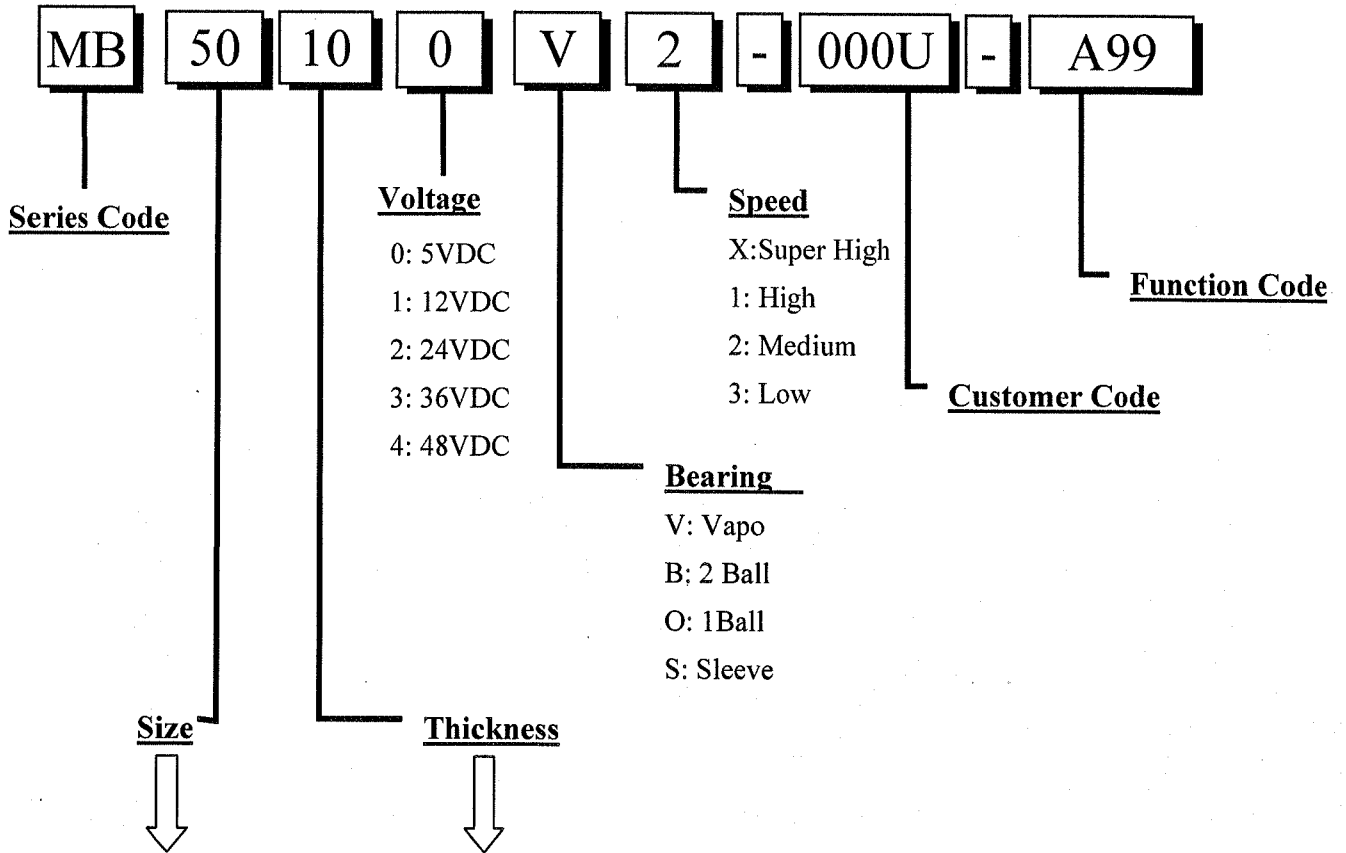 MB 50 10 0 V 2 - 000U - A99
Series Code
Voltage
0: 5VDC
1: 12VDC
2: 24VDC
3: 36VDC
4: 48VDC
Speed
X:Super High
1: High
2: Medium
3: Low
Function Code
Customer Code
Bearing
V: Vapo
B: 2 Ball
O: 1Ball
S: Sleeve
Size
Thickness